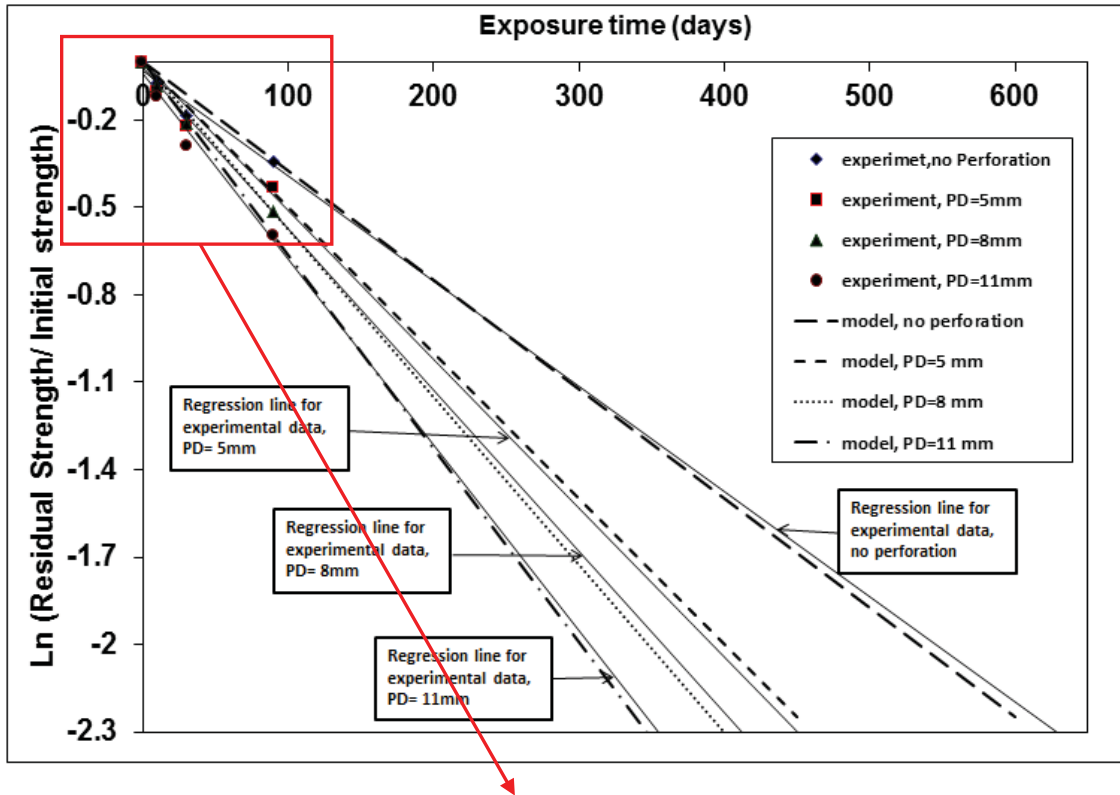 Exposure time (days)
0 100 200 300 400 500 600
-0.2
-0.5
-0.8
-1.1
-1.4
-1.7
-2
-2.3
Ln (Residual Strength/ Initial strength)
experimet,no Perforation
experiment, PD=5mm
experiment, PD=8mm
experiment, PD=11mm
model, no perforation
model, PD=5 mm
model, PD=8 mm
model, PD=11 mm
Regression line for
experimental data,
PD= 5mm
Regression line for
experimental data,
PD= 8mm
Regression line for
experimental data,
PD= 11mm
Regression line for
experimental data,
no perforation